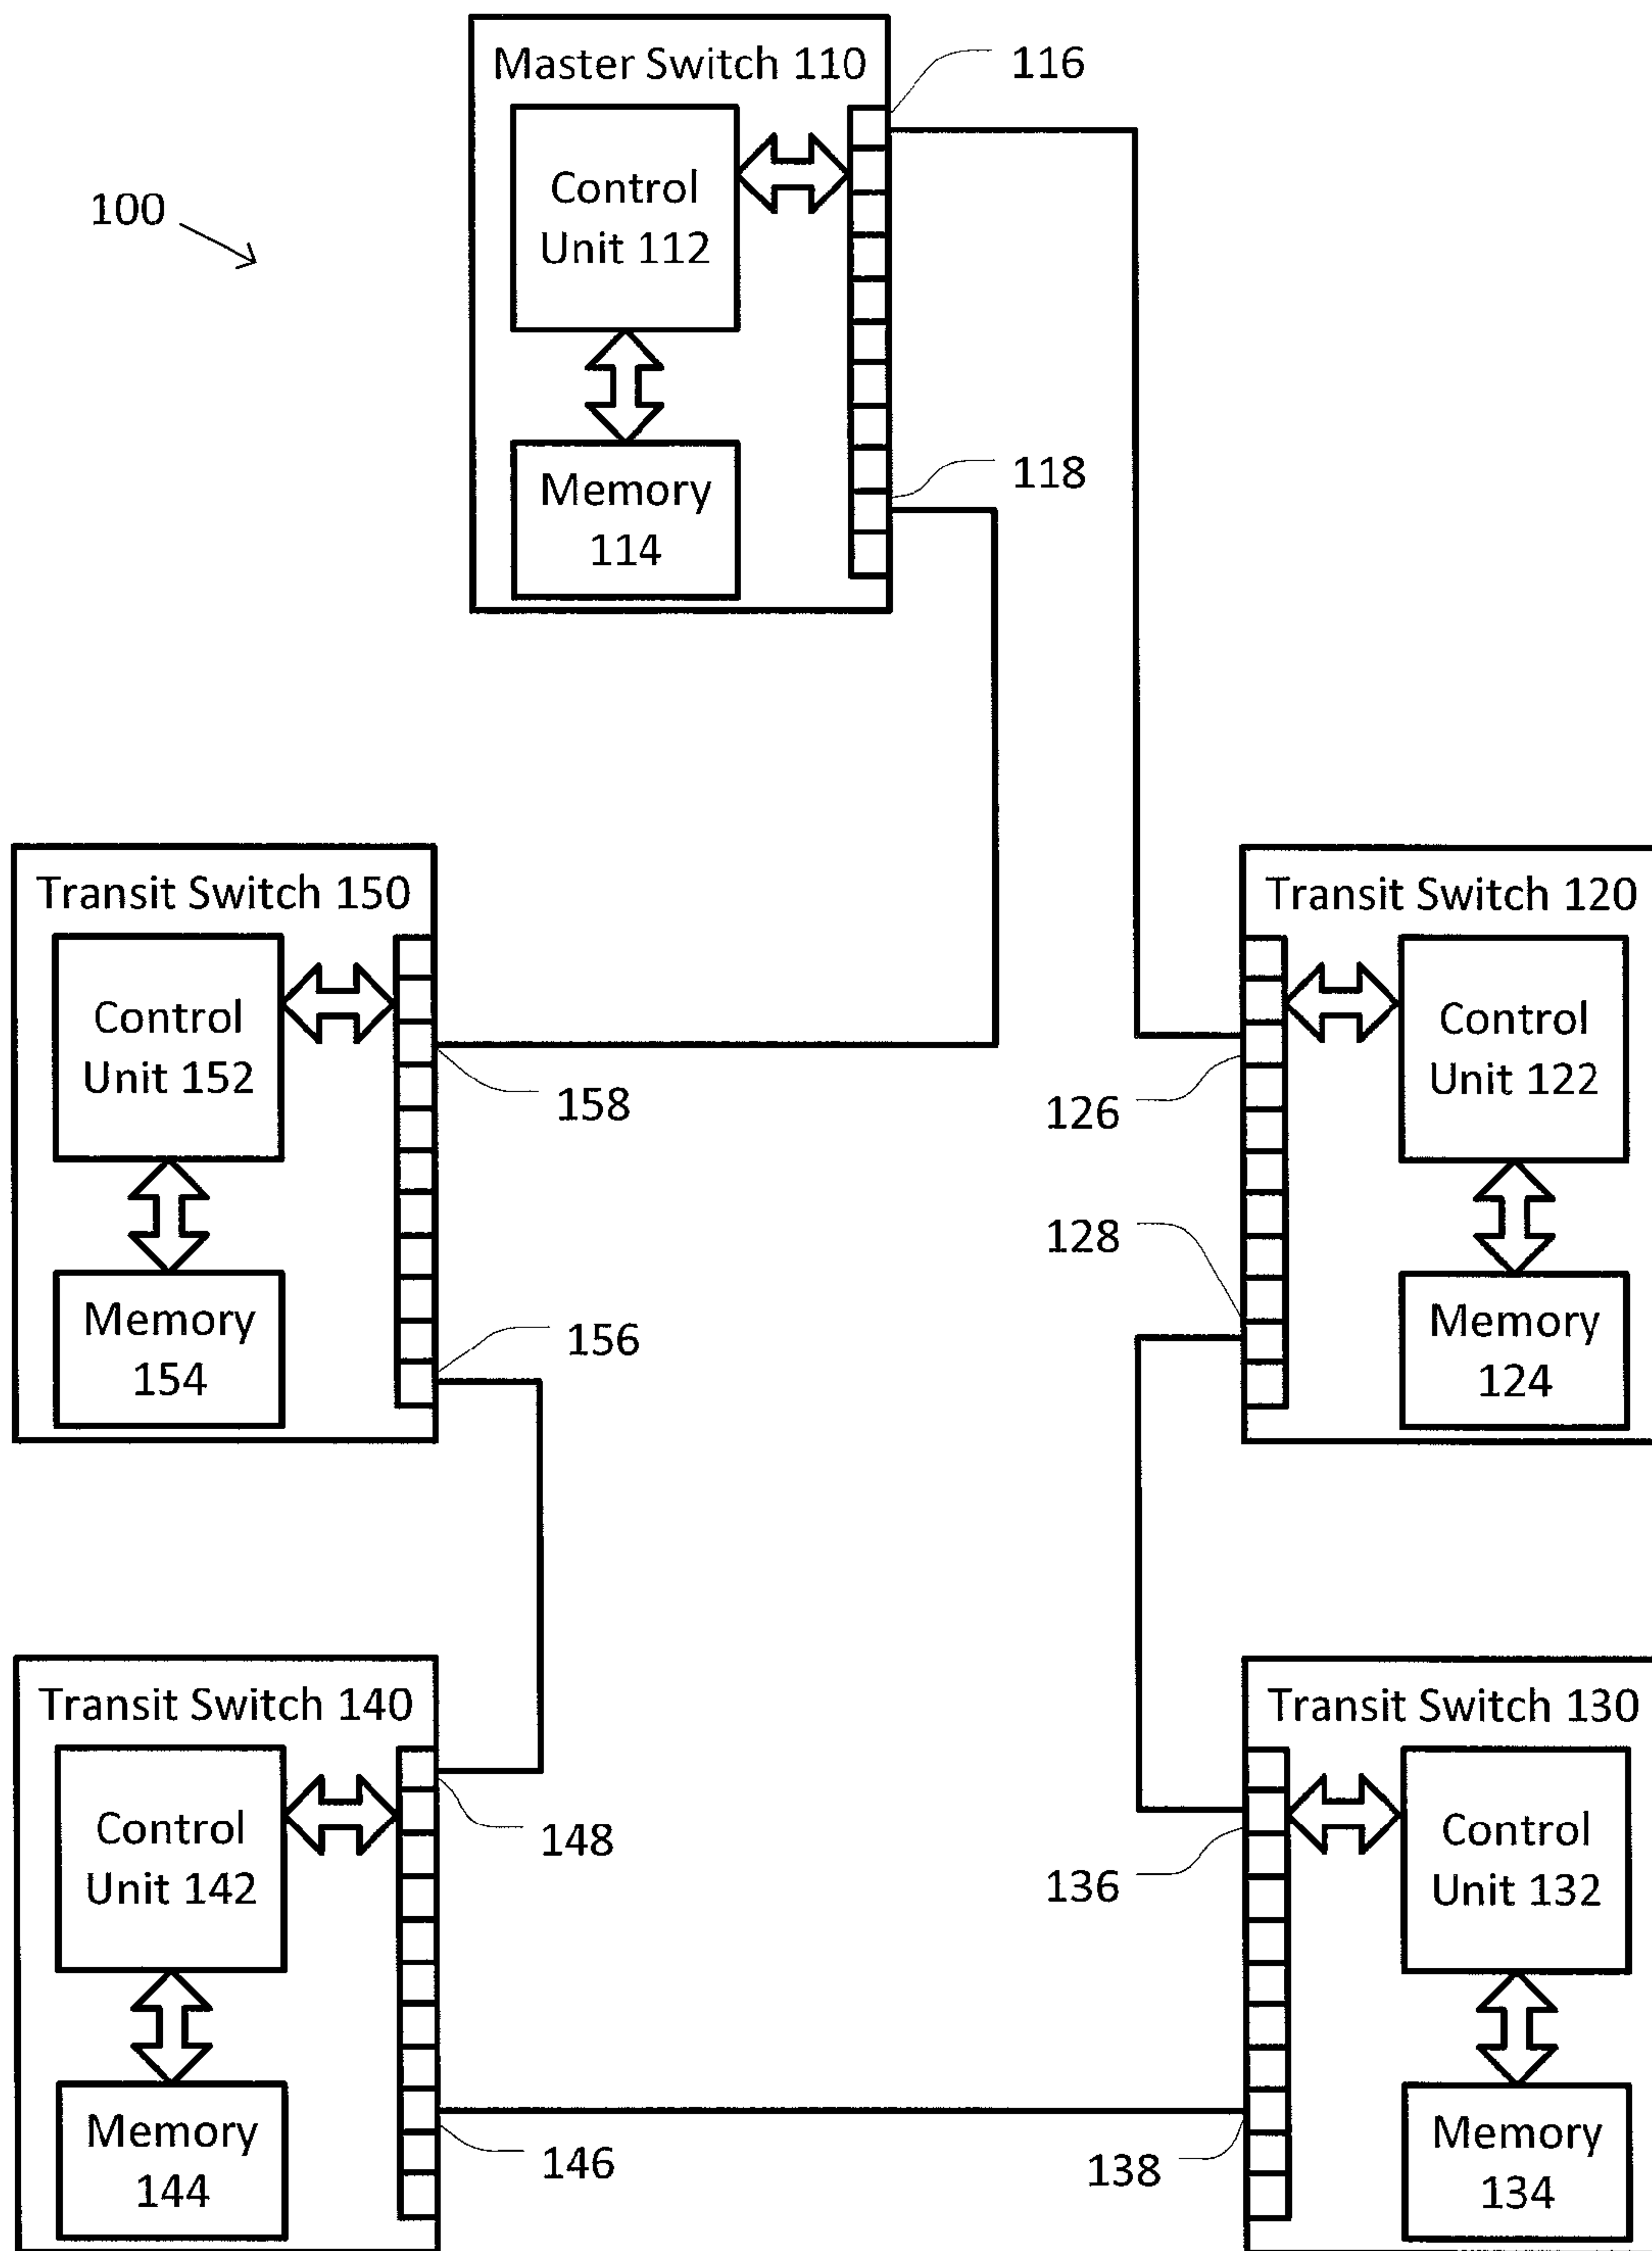 Master Switch 110
116
Control
Unit 112
100
118
Memory
114
Transit Switch 150
Transit Switch 120
Control
Unit 152
Control
Unit 122
158
126
128
Memory
154
156
Memory
124
Transit Switch 140
Transit Switch 130
Control
Unit 142
148
136
Control
Unit 132
Memory
144
146
138
Memory
134